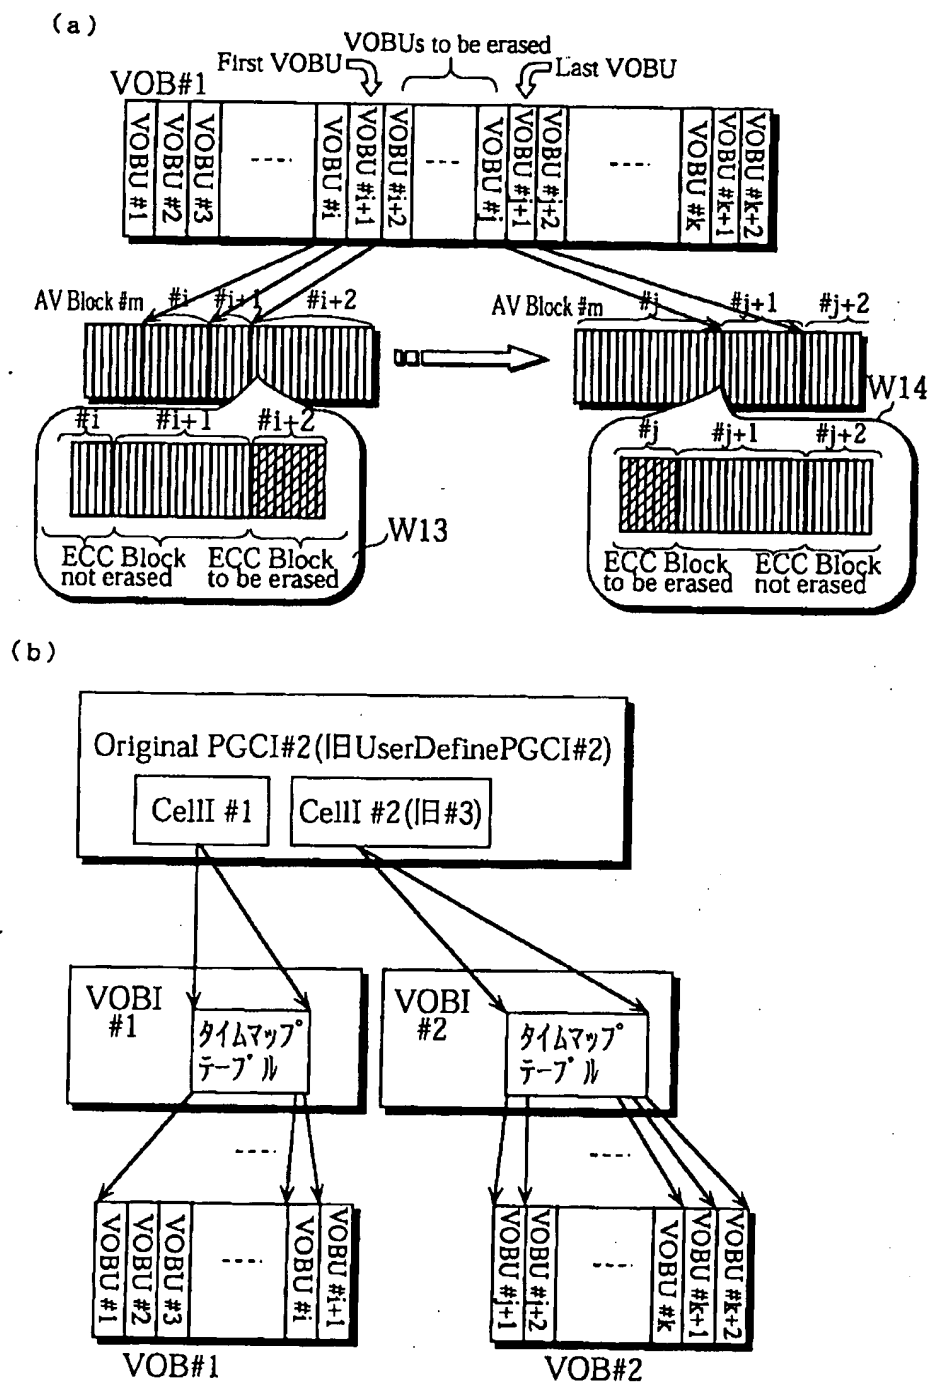 (a)
VOBUs to be erased
First VOBU
Last VOBU
VOB#1
VOBU #1
VOBU #2
VOBU #3
VOBU #i
VOBU #i+1
VOBU #i+2
VOBU #j
VOBU #j+1
VOBU #j+2
VOBU #k
VOBU #k+1
VOBU #k+2
AV Block #m
#i
#i+1
#i+2
AV Block #m
#j
#j+1
#j+2
W14
#i
#i+1
#i+2
#j
#j+1
#j+2
W13
ECC Block
not erased
ECC Block
to be erased
ECC Block
to be erased
ECC Block
not erased
(b)
Original PGCI#2(旧UserDefinePGCI#2)
CellI #1
CellI #2(旧#3)
VOBI
#1
タイムマップ
テーブル
VOBI
#2
タイムマップ
テーブル
VOBU #1
VOBU #2
VOBU #3
VOBU #i
VOBU #i+1
VOBU #j+1
VOBU #j+2
VOBU #k
VOBU #k+1
VOBU #k+2
VOB#1
VOB#2